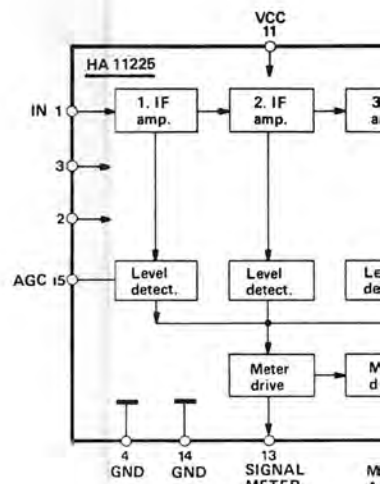 VCC
11
HA 11225
IN 1
1. IF
amp.
2. IF
amp.
3
2
AGC 15
Level
detect.
Level
detect.
Meter
drive
4
GND
14
GND
13
SIGNAL
METER